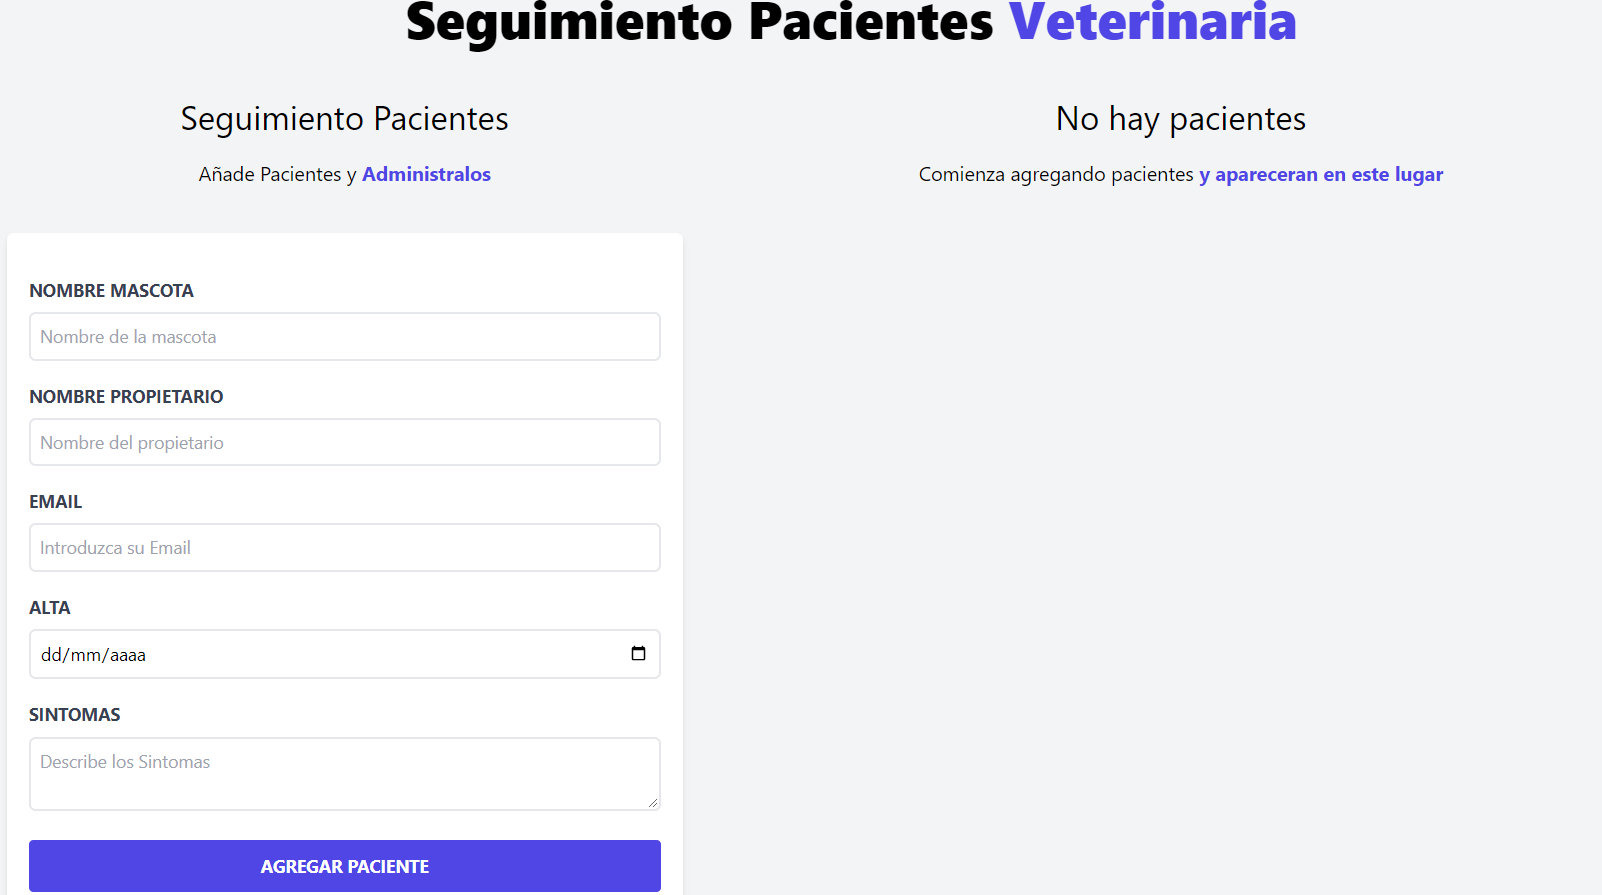 Seguimiento Pacientes Veterinaria
Seguimiento Pacientes
Añade Pacientes y Administralos
NOMBRE MASCOTA
Nombre de la mascota
NOMBRE PROPIETARIO
Nombre del propietario
EMAIL
Introduzca su Email
ALTA
dd/mm/aaaa
SINTOMAS
Describe los Sintomas
AGREGAR PACIENTE
No hay pacientes
Comienza agregando pacientes y apareceran en este lugar